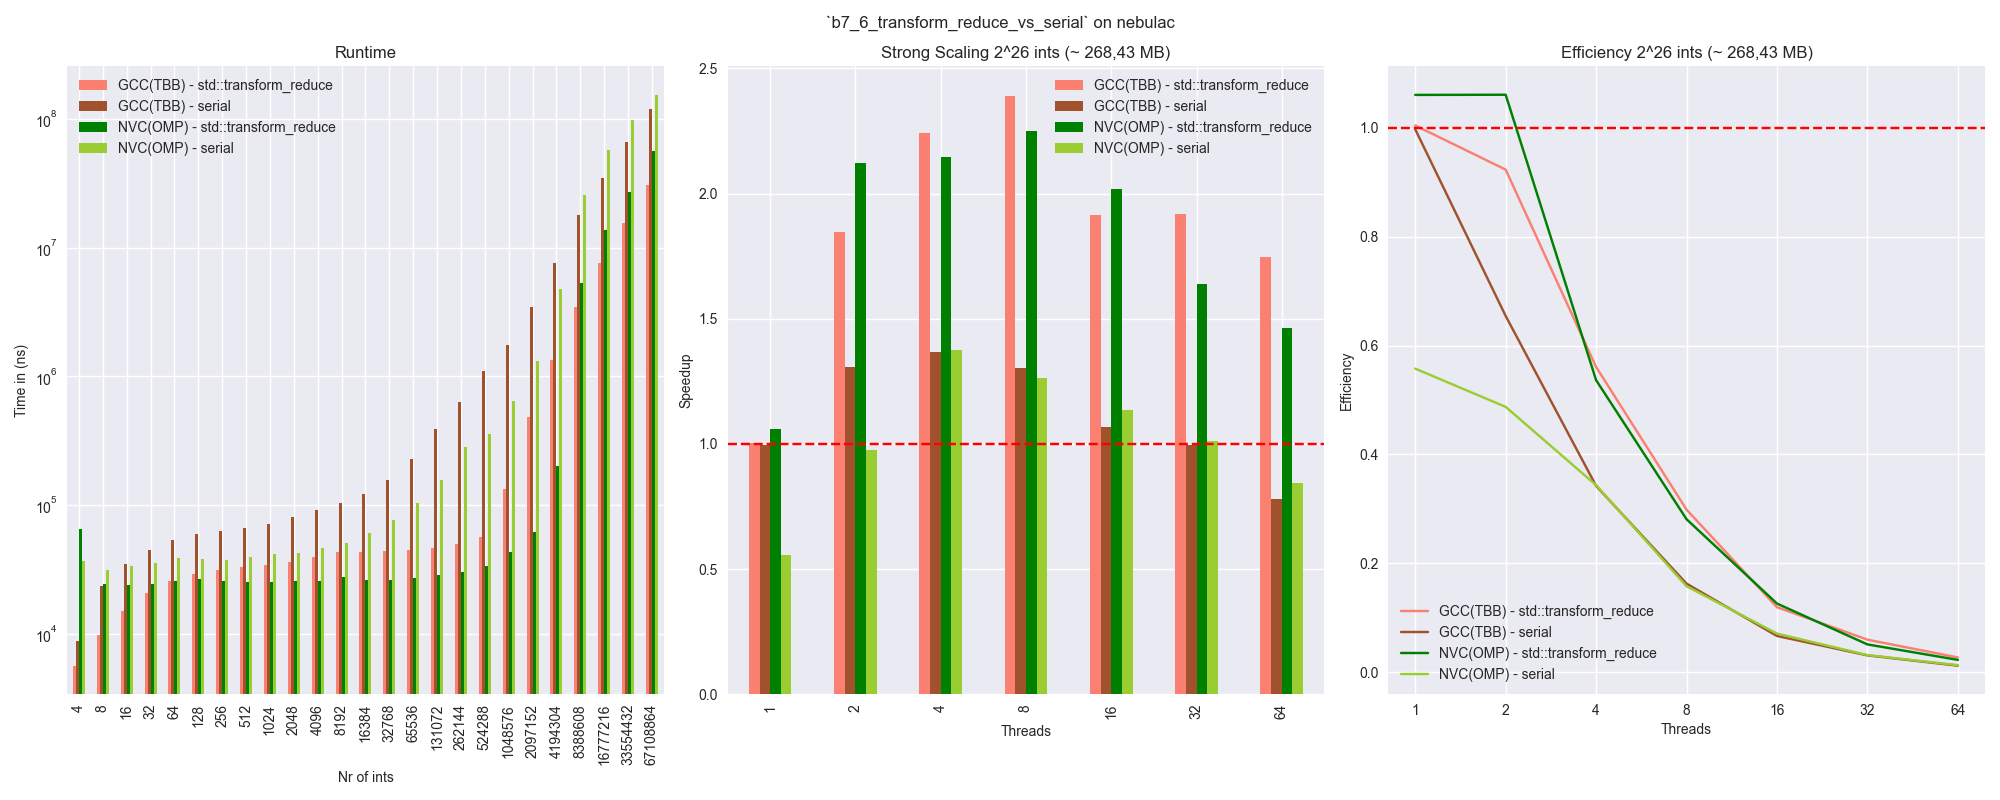 `b7_6_transform_reduce_vs_serial` on nebulac
Runtime
GCC(TBB) - std::transform_reduce
GCC(TBB) - serial
NVC(OMP) - std::transform_reduce
NVC(OMP) - serial
Time in (ns)
10^8
10^7
10^6
10^5
10^4
4 8 16 32 64 128 256 512 1024 2048 4096 8192 16384 32768 65536 131072 262144 524288 1048576 2097152 4194304 8388608 16777216 33554432 67108864
Nr of ints
Strong Scaling 2^26 ints (~ 268,43 MB)
GCC(TBB) - std::transform_reduce
GCC(TBB) - serial
NVC(OMP) - std::transform_reduce
NVC(OMP) - serial
Speedup
2.5
2.0
1.5
1.0
0.5
0.0
1 2 4 8 16 32 64
Threads
Efficiency 2^26 ints (~ 268,43 MB)
Efficiency
1.0
0.8
0.6
0.4
0.2
0.0
GCC(TBB) - std::transform_reduce
GCC(TBB) - serial
NVC(OMP) - std::transform_reduce
NVC(OMP) - serial
1 2 4 8 16 32 64
Threads